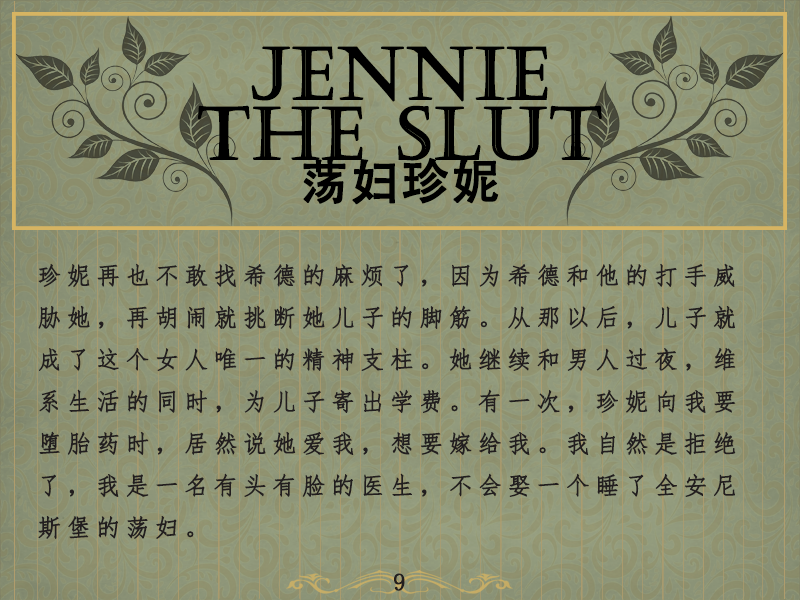 JENNIE
THE SLUT
荡妇珍妮
珍妮再也不敢找希德的麻烦了，因为希德和他的打手威
胁她，再胡闹就挑断她儿子的脚筋。从那以后，儿子就
成了这个女人唯一的精神支柱。她继续和男人过夜，维
系生活的同时，为儿子寄出学费。有一次，珍妮向我要
堕胎药时，居然说她爱我，想要嫁给我。我自然是拒绝
了，我是一名有头有脸的医生，不会娶一个睡了全安尼
斯堡的荡妇。
9